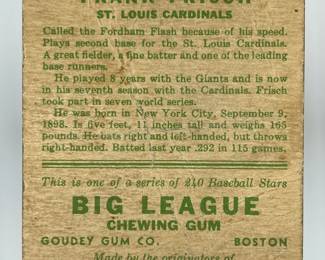 FRANK FRISCH
ST. LOUIS CARDINALS
Called the Fordham Flash because of his speed.
Plays second base for the St. Louis Cardinals.
A great fielder, a fine batter and one of the leading
base runners.
He played 8 years with the Giants and is now
in his seventh season with the Cardinals. Frisch
took part in seven world series.
He was born in New York City, September 9,
1898. Is five feet, 11 inches tall and weighs 165
pounds. He bats right and left-handed, but throws
right-handed. Batted last year .292 in 115 games.
This is one of a series of 240 Baseball Stars
BIG LEAGUE
CHEWING GUM
GOUDEY GUM CO. BOSTON
Made by the originators of